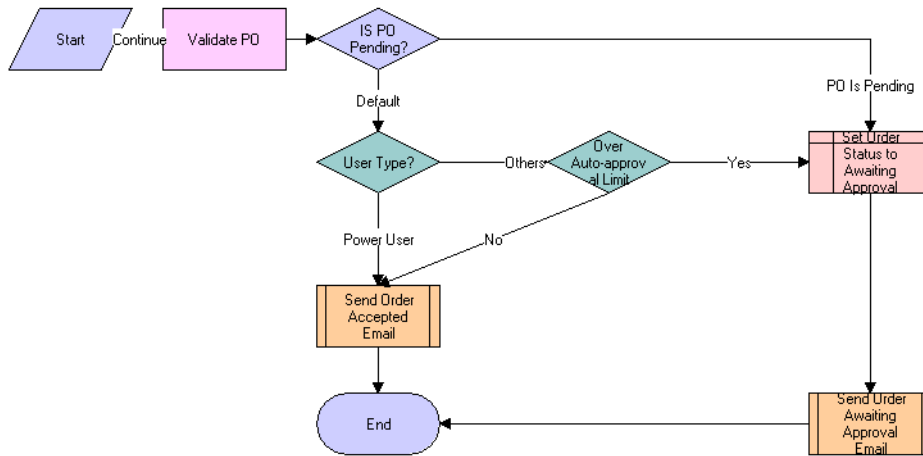 Start
Continue
Validate PO
IS PO
Pending?
PO Is Pending
Default
User Type?
Others
Over
Auto-approv
al Limit
Yes
Set Order
Status to
Awaiting
Approval
Power User
No
Send Order
Accepted
Email
End
Send Order
Awaiting
Approval
Email